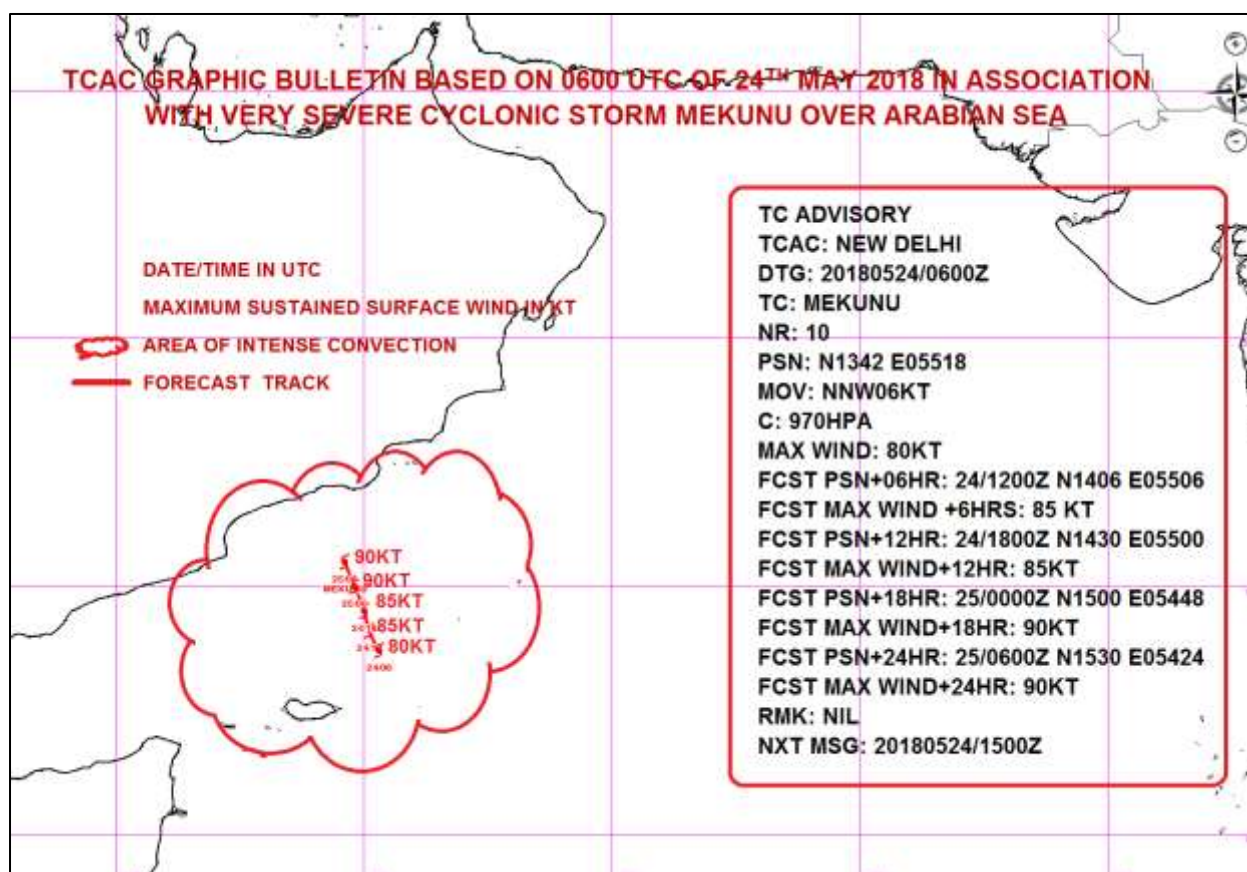 TCAC GRAPHIC BULLETIN BASED ON 0600 UTC OF 24TH MAY 2018 IN ASSOCIATION
WITH VERY SEVERE CYCLONIC STORM MEKUNU OVER ARABIAN SEA
DATE/TIME IN UTC
MAXIMUM SUSTAINED SURFACE WIND IN KT
AREA OF INTENSE CONVECTION
FORECAST TRACK
90KT
90KT
85KT
85KT
80KT
2400
TC ADVISORY
TCAC: NEW DELHI
DTG: 20180524/0600Z
TC: MEKUNU
NR: 10
PSN: N1342 E05518
MOV: NNW06KT
C: 970HPA
MAX WIND: 80KT
FCST PSN+06HR: 24/1200Z N1406 E05506
FCST MAX WIND +6HRS: 85 KT
FCST PSN+12HR: 24/1800Z N1430 E05500
FCST MAX WIND+12HR: 85KT
FCST PSN+18HR: 25/0000Z N1500 E05448
FCST MAX WIND+18HR: 90KT
FCST PSN+24HR: 25/0600Z N1530 E05424
FCST MAX WIND+24HR: 90KT
RMK: NIL
NXT MSG: 20180524/1500Z